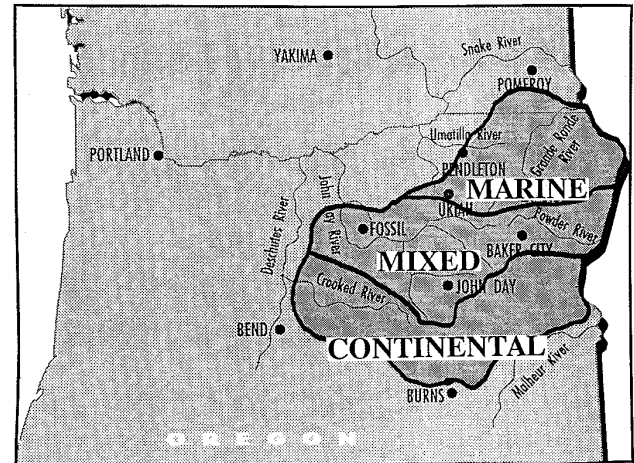 YAKIMA
Snake River
POMEROY
Umatilla River
Grande Ronde River
PORTLAND
PENDLETON
MARINE
UKIAH
John Day River
Deschutes River
FOSSIL
Powder River
BAKER CITY
MIXED
JOHN DAY
Crooked River
BEND
CONTINENTAL
Malheur River
BURNS
OREGON